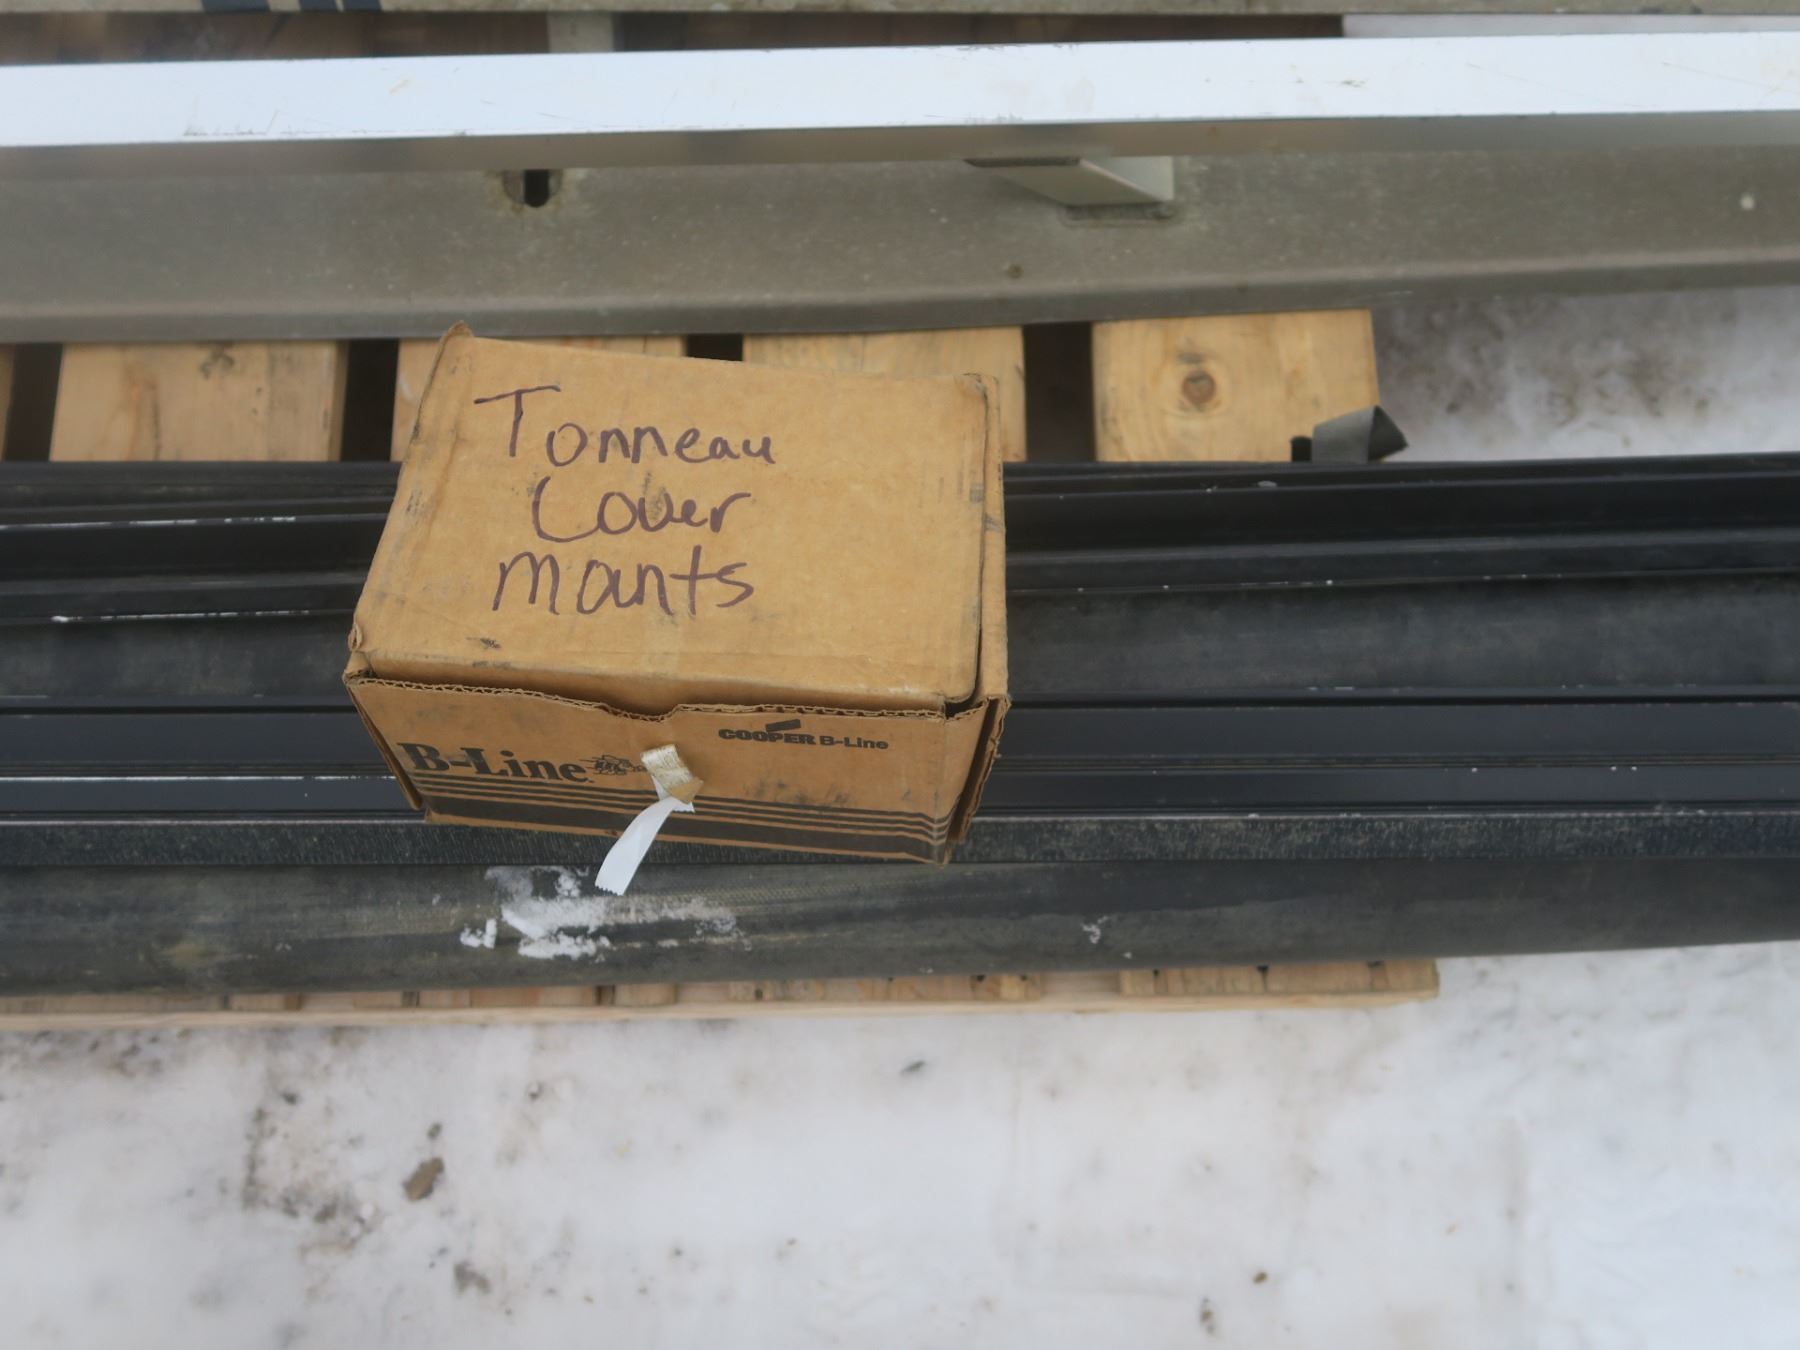 Tonneau
Cover
mounts
COOPER B-Line
B-Line